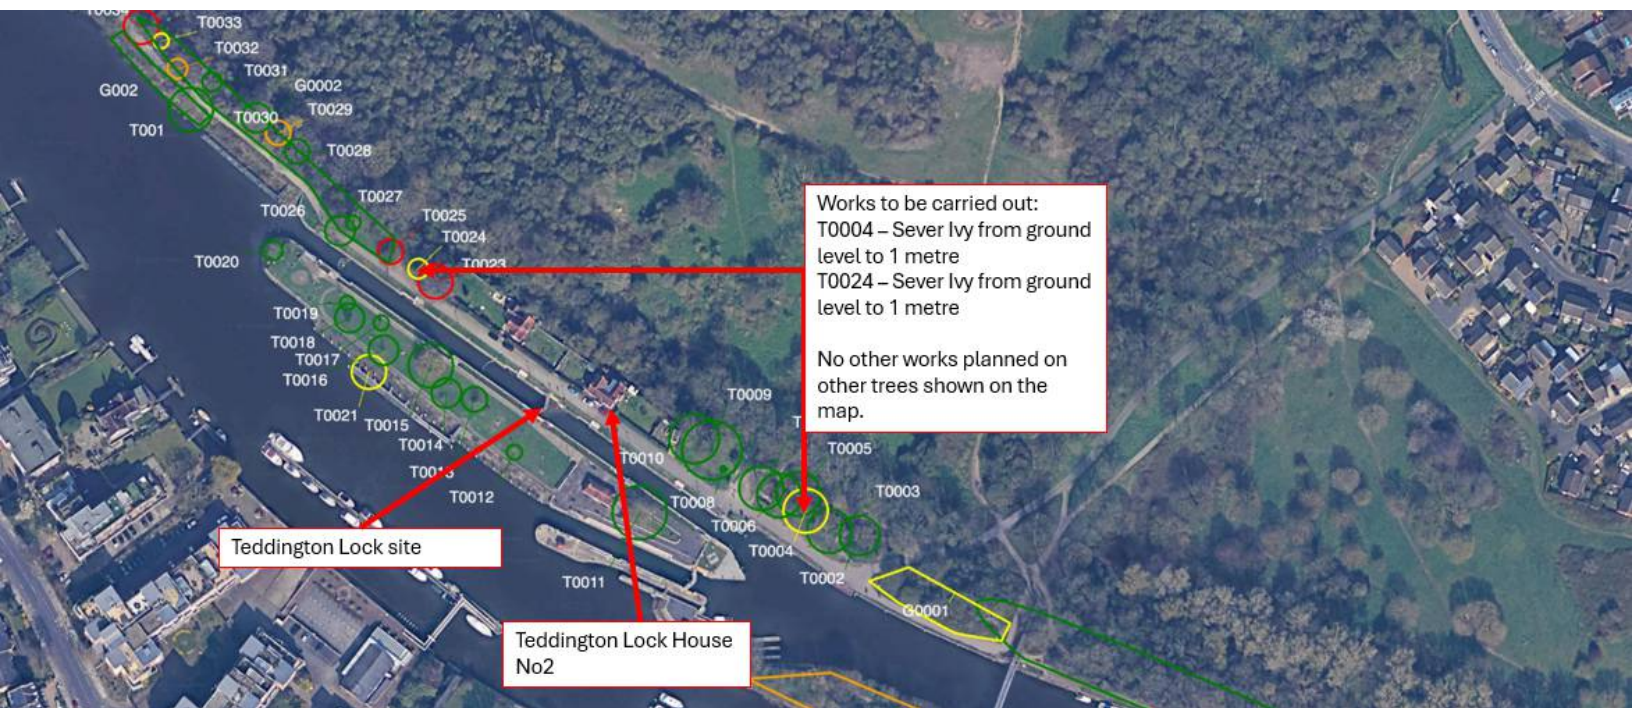 T0034
T0033
T0032
T0031
G002
G0002
T0029
T0030
T001
T0028
T0027
T0026
T0025
T0024
T0023
T0020
Works to be carried out:
T0004 – Sever Ivy from ground
level to 1 metre
T0024 – Sever Ivy from ground
level to 1 metre
No other works planned on
other trees shown on the
map.
T0019
T0018
T0017
T0016
T0021
T0015
T0014
T0013
T0012
T0009
T0005
T0010
T0008
T0003
T0006
T0004
T0002
T0011
G0001
Teddington Lock site
Teddington Lock House
No2